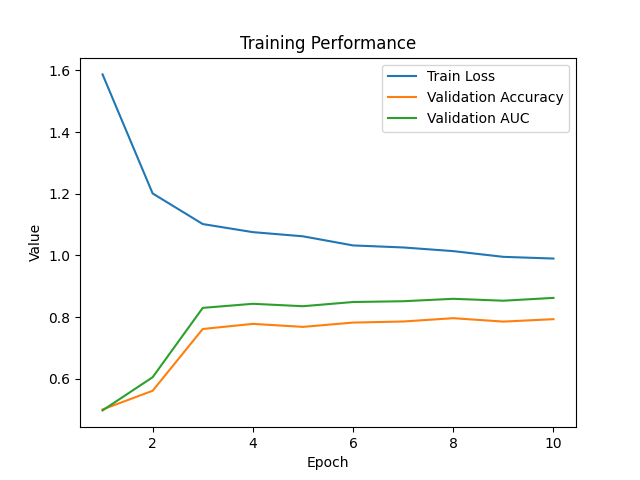 Training Performance
Train Loss
Validation Accuracy
Validation AUC
1.6
1.4
1.2
1.0
0.8
0.6
Value
2
4
6
8
10
Epoch